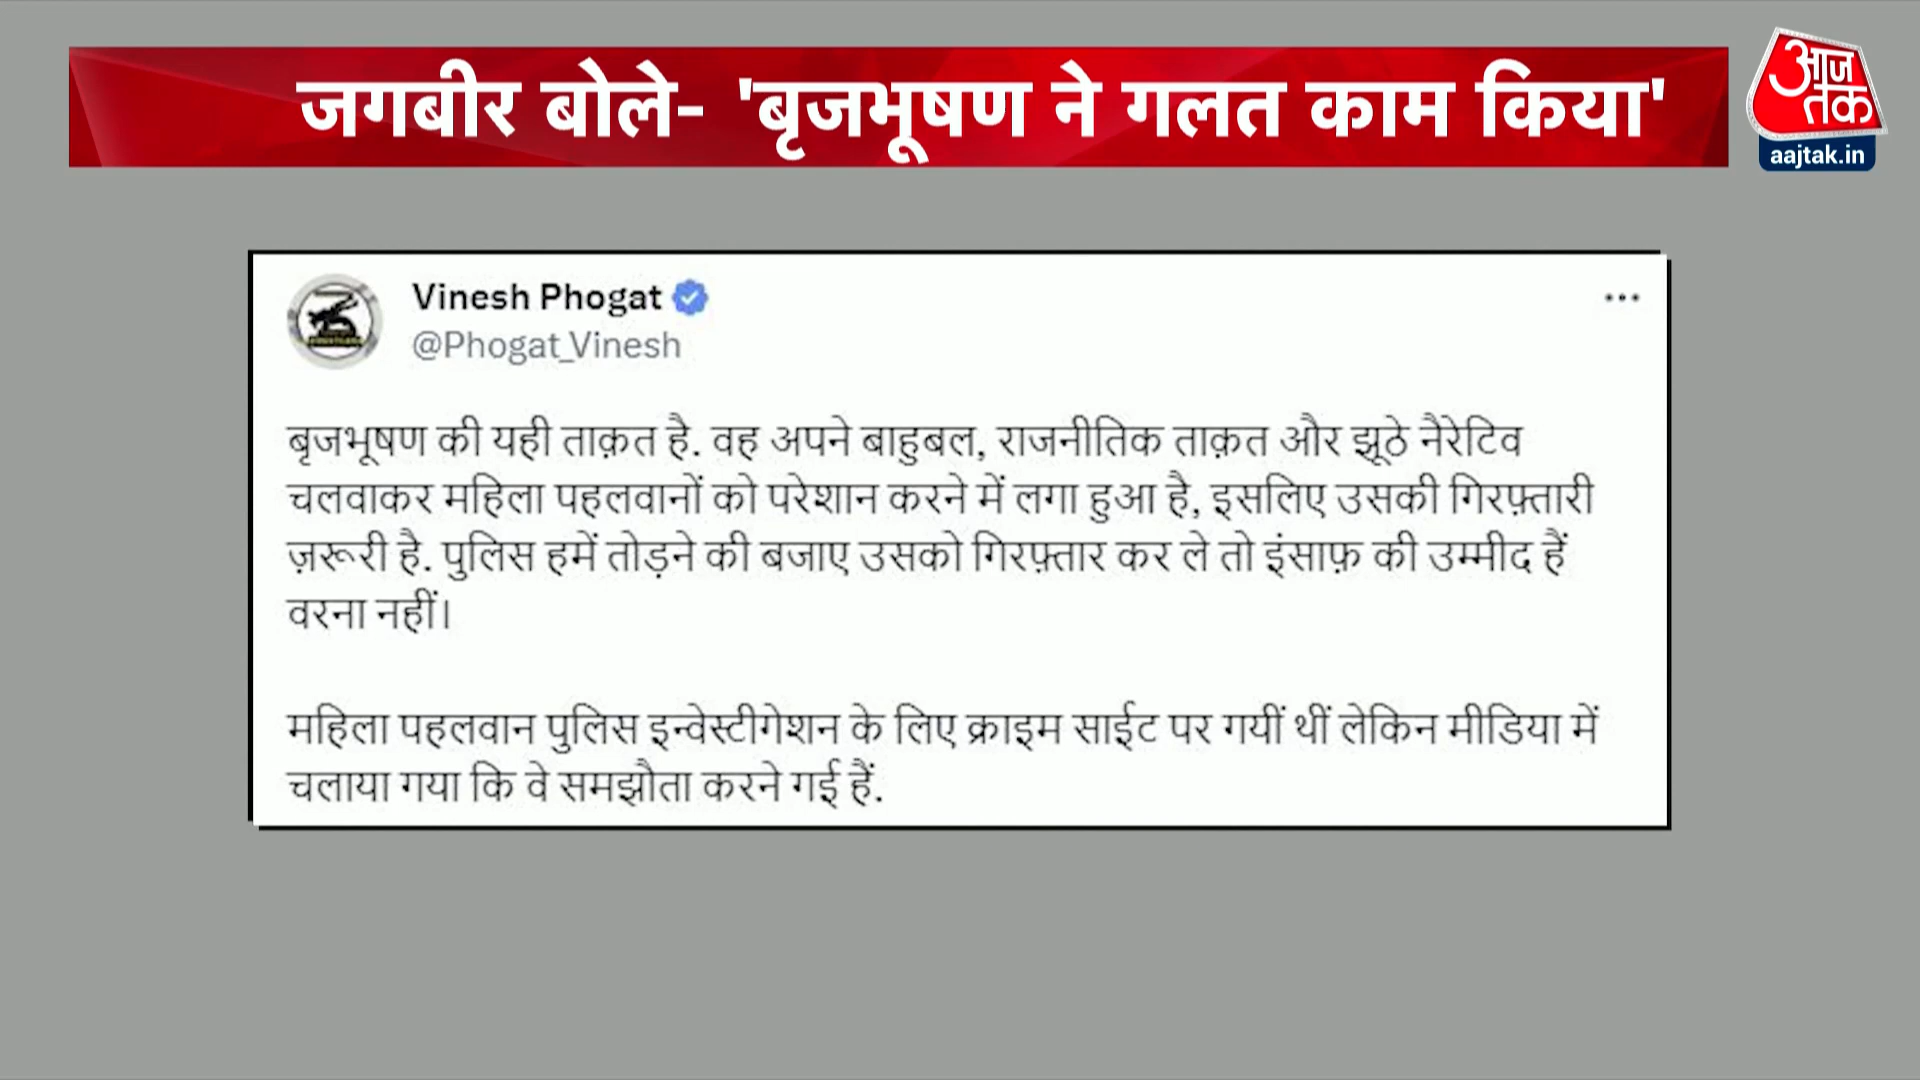 जगबीर बोले- 'बृजभूषण ने गलत काम किया'
आज तक
aajtak.in
Vinesh Phogat
@Phogat_Vinesh
बृजभूषण की यही ताक़त है. वह अपने बाहुबल, राजनीतिक ताक़त और झूठे नैरेटिव
चलवाकर महिला पहलवानों को परेशान करने में लगा हुआ है, इसलिए उसकी गिरफ़्तारी
ज़रूरी है. पुलिस हमें तोड़ने की बजाए उसको गिरफ़्तार कर ले तो इंसाफ़ की उम्मीद हैं
वरना नहीं।
महिला पहलवान पुलिस इन्वेस्टीगेशन के लिए क्राइम साईट पर गयीं थीं लेकिन मीडिया में
चलाया गया कि वे समझौता करने गई हैं.